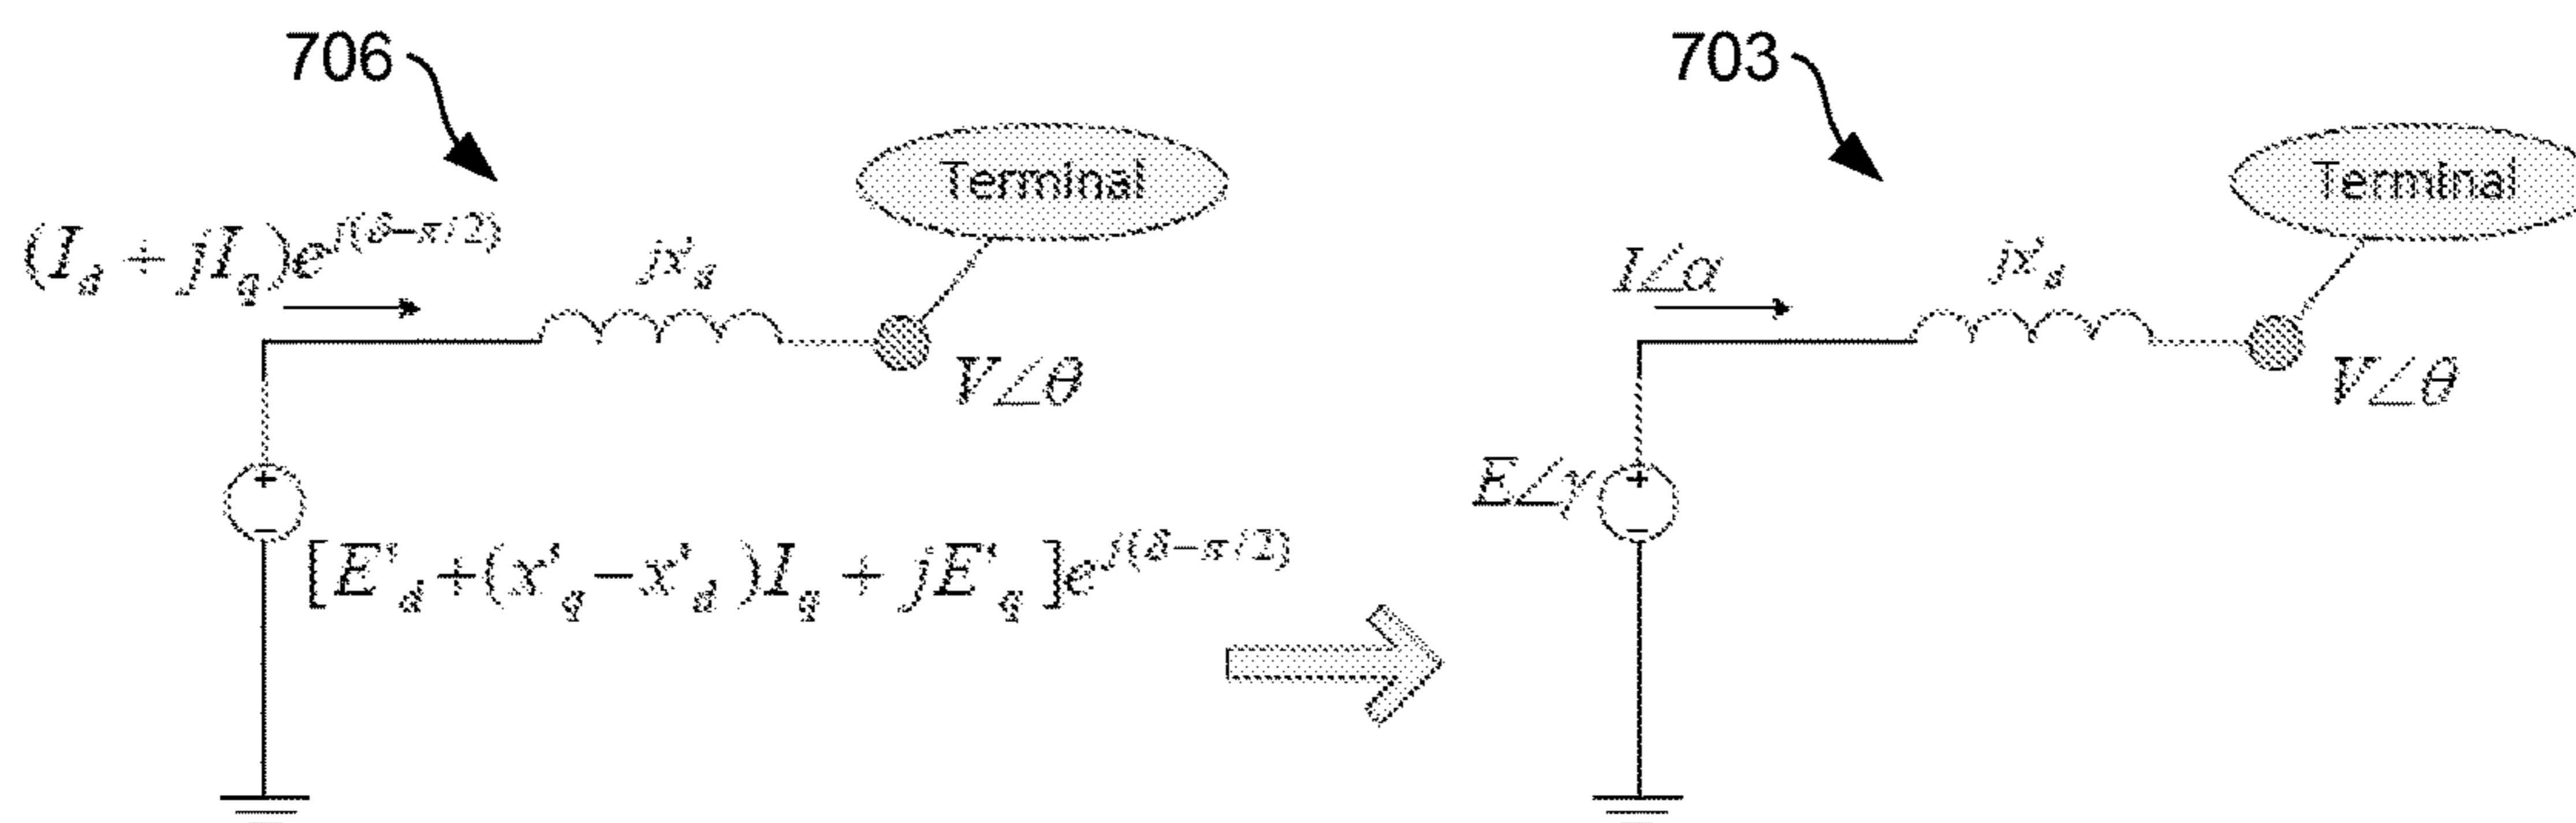 706
Terminal
(I_d + jI_q)e^{j(δ−π/2)}
jx'_d
V∠θ
+
−
[E'_d+(x'_q−x'_d)I_q + jE'_q]e^{j(δ−π/2)}
703
Terminal
I∠α
jx'_d
V∠θ
E∠γ
+
−